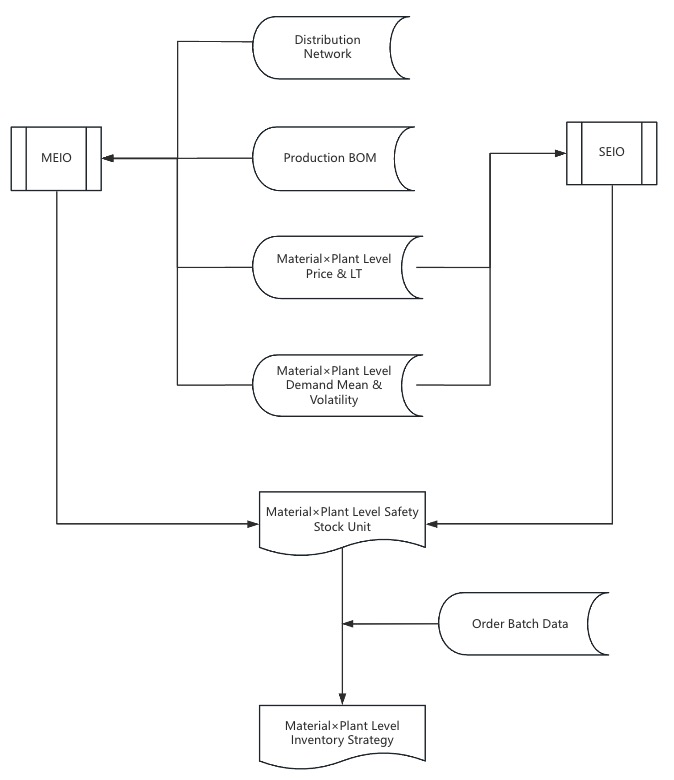 Distribution
Network
MEIO
Production BOM
SEIO
Material×Plant Level
Price & LT
Material×Plant Level
Demand Mean &
Volatility
Material×Plant Level Safety
Stock Unit
Order Batch Data
Material×Plant Level
Inventory Strategy